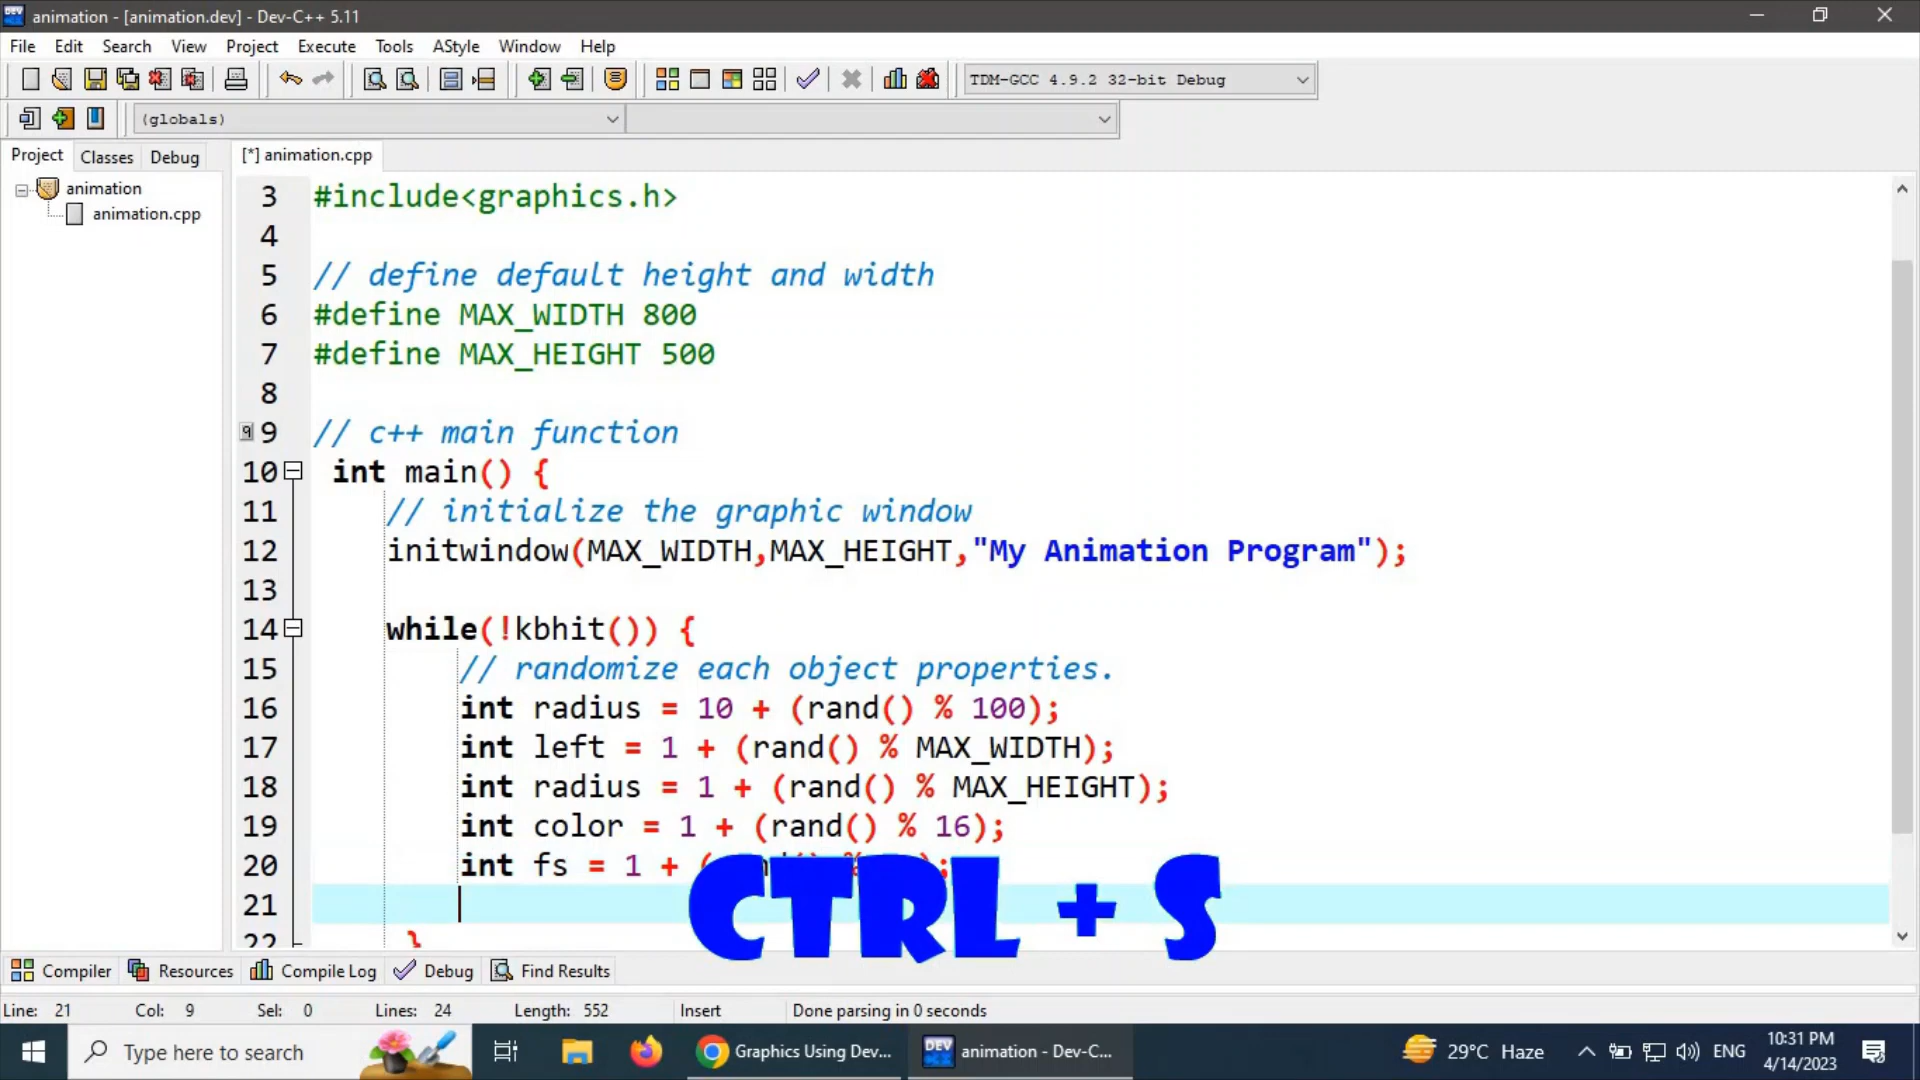 animation - [animation.dev] - Dev-C++ 5.11
File Edit Search View Project Execute Tools AStyle Window Help
TDM-GCC 4.9.2 32-bit Debug
(globals)
Project Classes Debug
[*] animation.cpp
animation
animation.cpp
3 #include<graphics.h>
4
5 // define default height and width
6 #define MAX_WIDTH 800
7 #define MAX_HEIGHT 500
8
9 // c++ main function
10 int main() {
11 // initialize the graphic window
12 initwindow(MAX_WIDTH,MAX_HEIGHT,"My Animation Program");
13
14 while(!kbhit()) {
15 // randomize each object properties.
16 int radius = 10 + (rand() % 100);
17 int left = 1 + (rand() % MAX_WIDTH);
18 int radius = 1 + (rand() % MAX_HEIGHT);
19 int color = 1 + (rand() % 16);
20 int fs = 1 +
21
22 }
CTRL + S
Compiler Resources Compile Log Debug Find Results
Line: 21 Col: 9 Sel: 0 Lines: 24 Length: 552 Insert Done parsing in 0 seconds
Type here to search
Graphics Using Dev...
animation - Dev-C...
29°C Haze
ENG
10:31 PM
4/14/2023